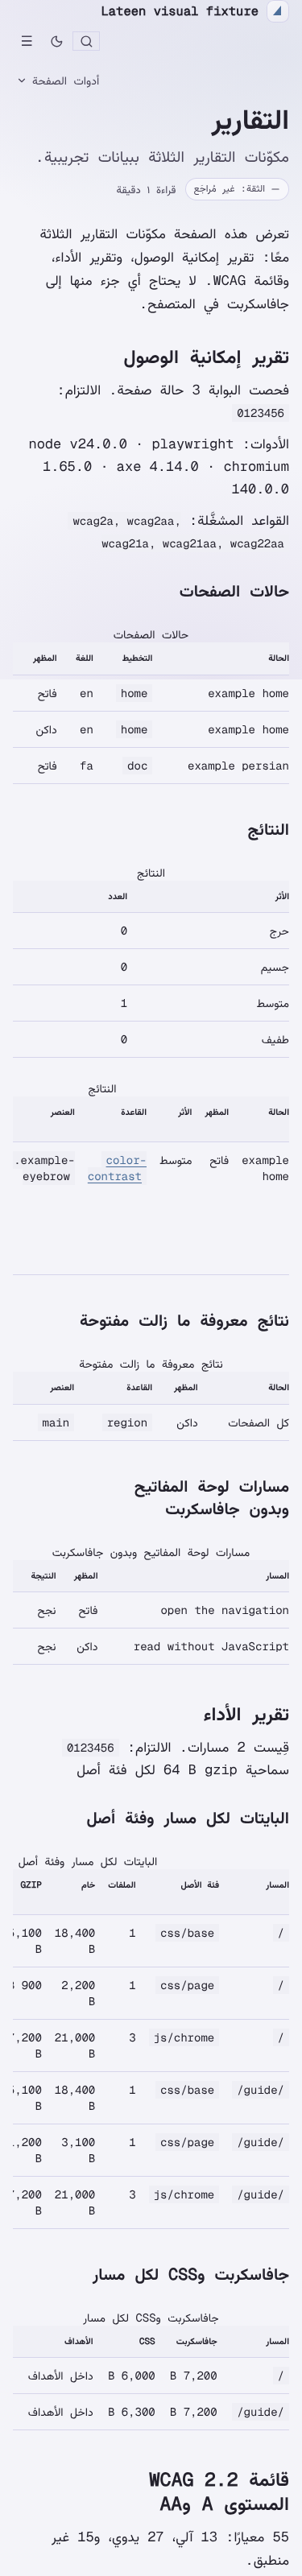 Lateen visual fixture
أدوات الصفحة
التقارير
مكوّنات التقارير الثلاثة ببيانات تجريبية.
— الثقة: غير مُراجَع
قراءة ١ دقيقة
تعرض هذه الصفحة مكوّنات التقارير الثلاثة
معًا: تقرير إمكانية الوصول، وتقرير الأداء،
وقائمة WCAG. لا يحتاج أي جزء منها إلى
جافاسكربت في المتصفح.
تقرير إمكانية الوصول
فحصت البوابة 3 حالة صفحة. الالتزام:
0123456
الأدوات: node v24.0.0 · playwright
1.65.0 · axe 4.14.0 · chromium
140.0.0
القواعد المشغَّلة: wcag2a, wcag2aa,
wcag21a, wcag21aa, wcag22aa
حالات الصفحات
حالات الصفحات
الحالة التخطيط اللغة المظهر
example home home en فاتح
example home home en داكن
example persian doc fa فاتح
النتائج
النتائج
الأثر العدد
حرج 0
جسيم 0
متوسط 1
طفيف 0
النتائج
الحالة المظهر الأثر القاعدة العنصر
example فاتح متوسط color- .example-
home contrast eyebrow
نتائج معروفة ما زالت مفتوحة
نتائج معروفة ما زالت مفتوحة
الحالة المظهر القاعدة العنصر
كل الصفحات داكن region main
مسارات لوحة المفاتيح
وبدون جافاسكربت
مسارات لوحة المفاتيح وبدون جافاسكربت
المسار المظهر النتيجة
open the navigation فاتح نجح
read without JavaScript داكن نجح
تقرير الأداء
قِيست 2 مسارات. الالتزام: 0123456
سماحية 64 B gzip لكل فئة أصل
البايتات لكل مسار وفئة أصل
البايتات لكل مسار وفئة أصل
المسار فئة الأصل الملفات خام GZIP
/ css/base 1 18,400 ,100
B B
/ css/page 1 2,200 900
B
/ js/chrome 3 21,000 ,200
B B
/guide/ css/base 1 18,400 ,100
B B
/guide/ css/page 1 3,100 ,200
B B
/guide/ js/chrome 3 21,000 ,200
B B
جافاسكربت وCSS لكل مسار
جافاسكربت وCSS لكل مسار
المسار جافاسكربت CSS الأهداف
/ 7,200 B 6,000 B داخل الأهداف
/guide/ 7,200 B 6,300 B داخل الأهداف
قائمة WCAG 2.2
المستوى A وAA
55 معيارًا: 13 آلي، 27 يدوي، و15 غير
منطبق.